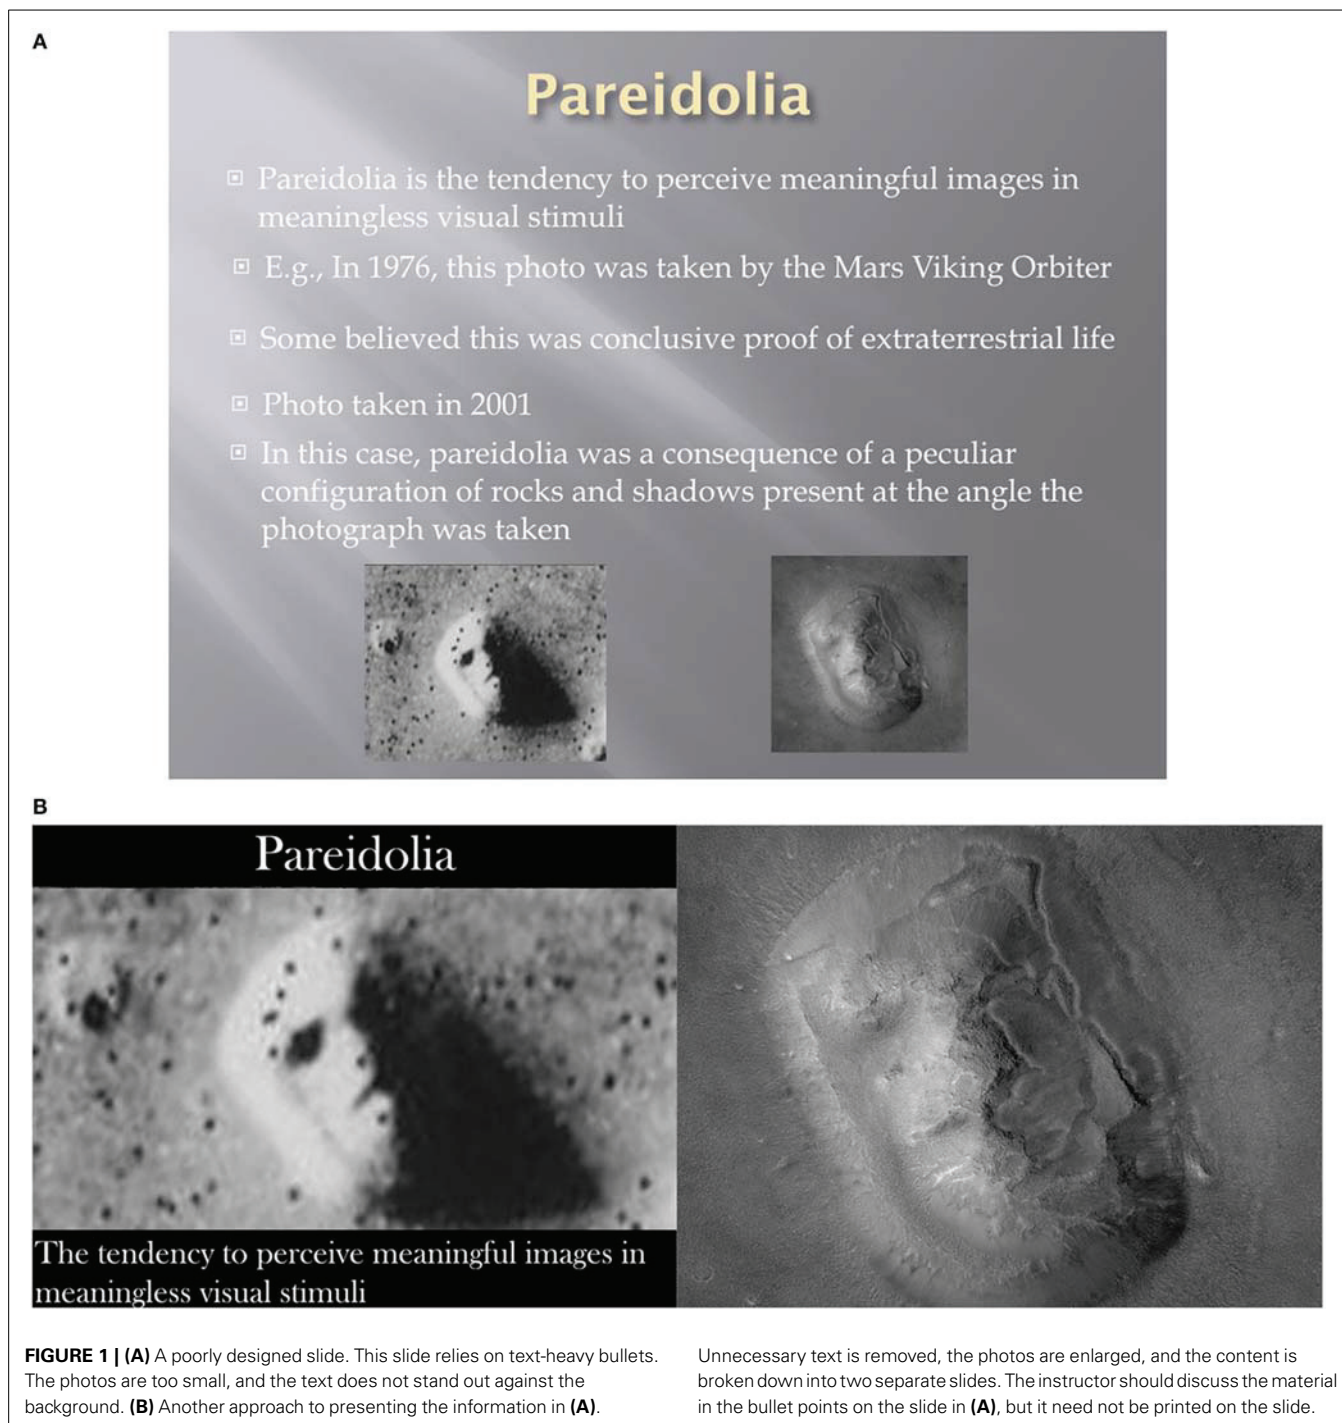 A
Pareidolia
Pareidolia is the tendency to perceive meaningful images in
meaningless visual stimuli
E.g., In 1976, this photo was taken by the Mars Viking Orbiter
Some believed this was conclusive proof of extraterrestrial life
Photo taken in 2001
In this case, pareidolia was a consequence of a peculiar
configuration of rocks and shadows present at the angle the
photograph was taken
B
Pareidolia
The tendency to perceive meaningful images in
meaningless visual stimuli
FIGURE 1 | (A) A poorly designed slide. This slide relies on text-heavy bullets.
The photos are too small, and the text does not stand out against the
background. (B) Another approach to presenting the information in (A).
Unnecessary text is removed, the photos are enlarged, and the content is
broken down into two separate slides. The instructor should discuss the material
in the bullet points on the slide in (A), but it need not be printed on the slide.